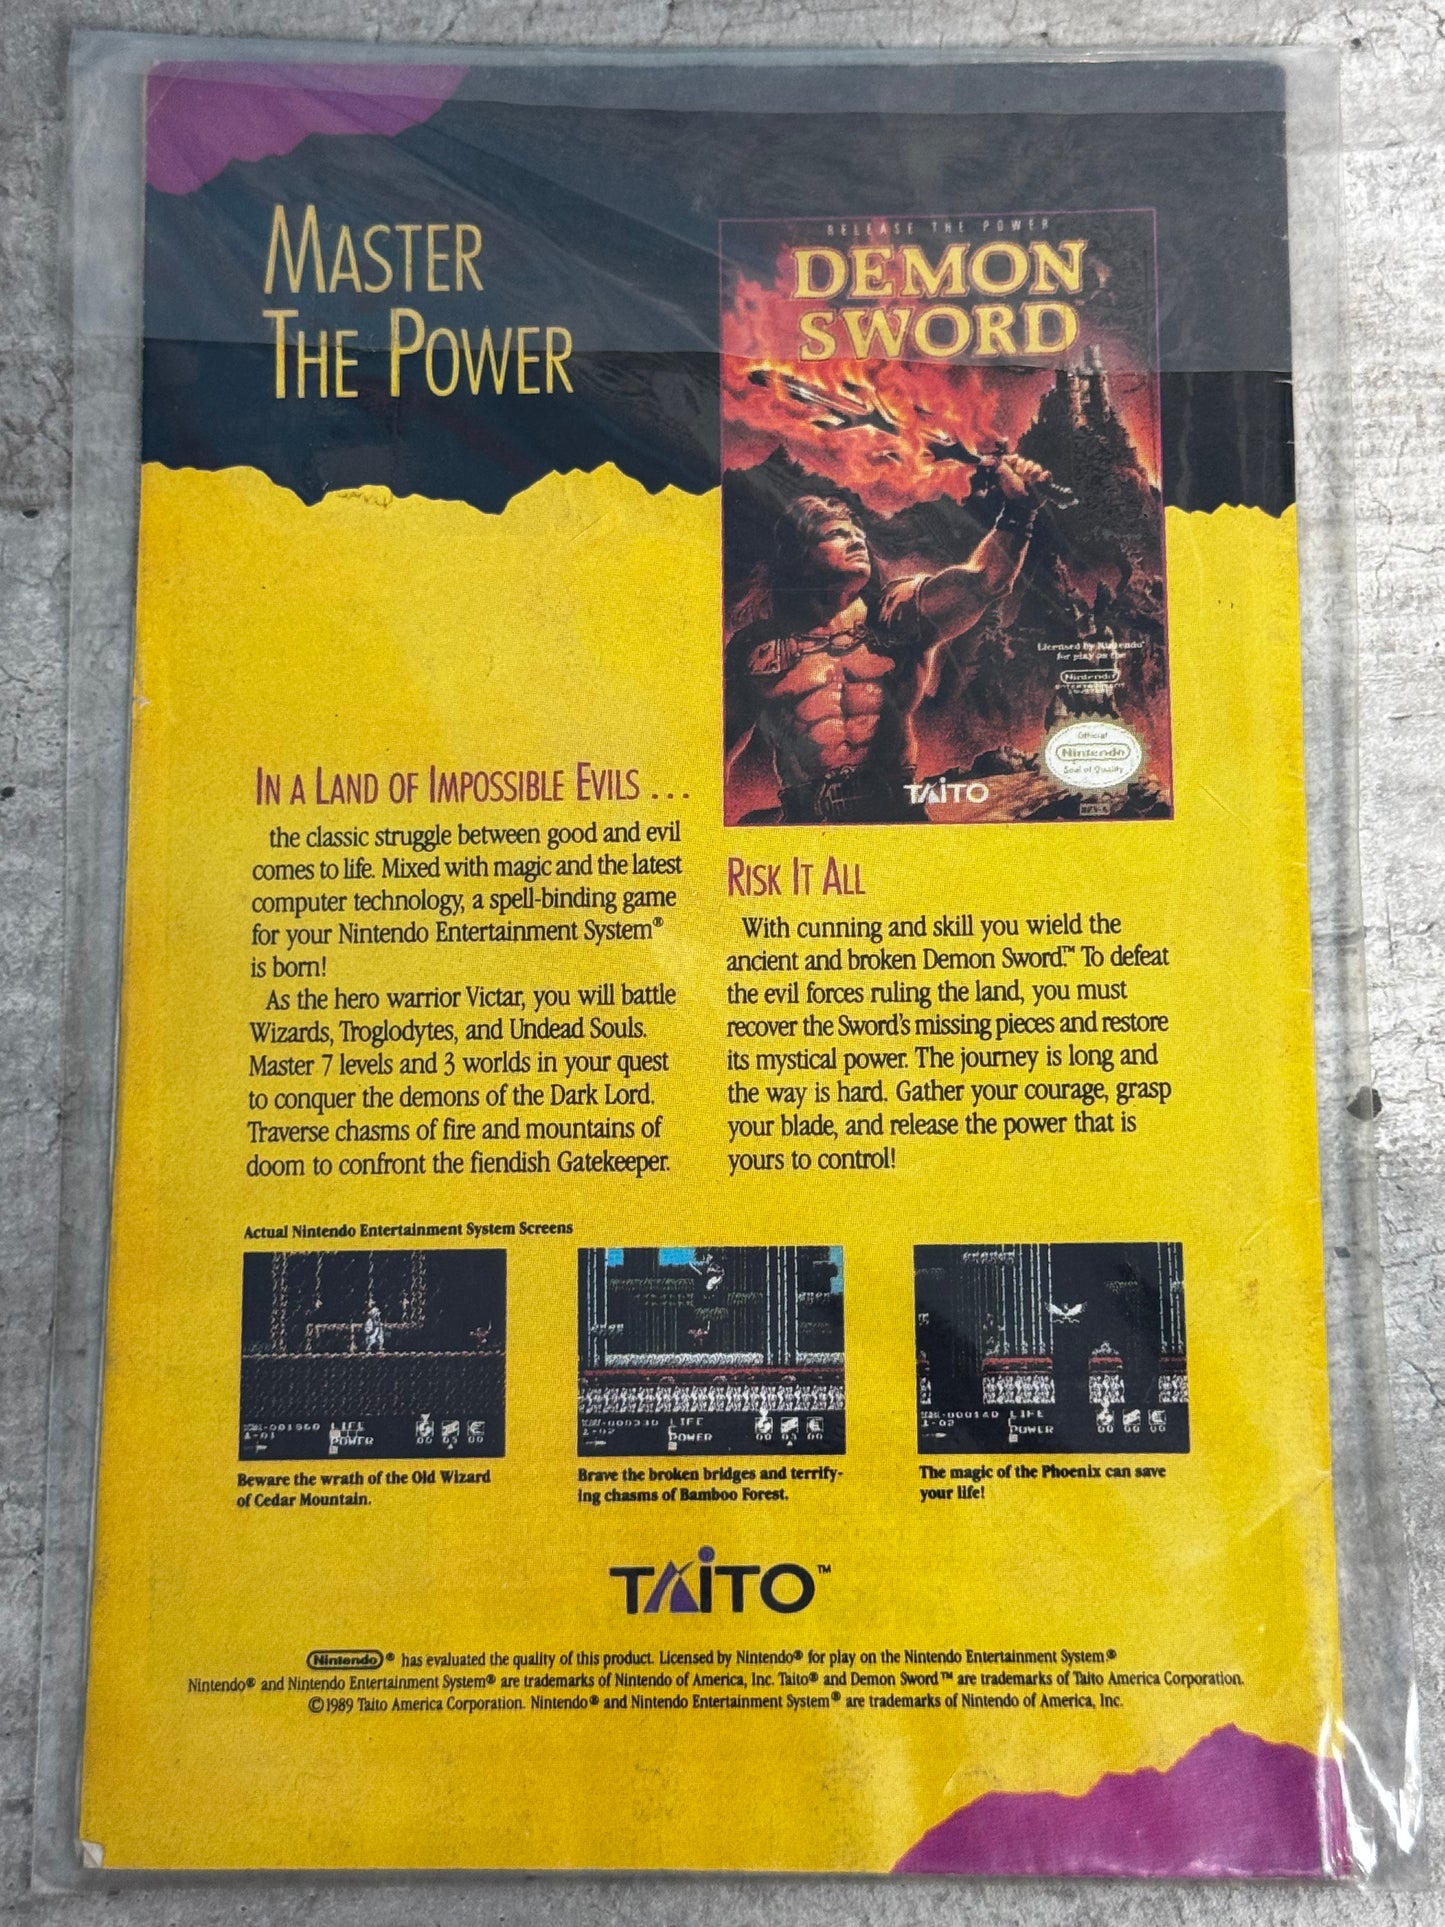 MASTER
THE POWER
RELEASE THE POWER
DEMON
SWORD
Licensed by Nintendo®
for play on the
Nintendo
ENTERTAINMENT
SYSTEM
Official
Nintendo
Seal of Quality
TAITO
IN A LAND OF IMPOSSIBLE EVILS . . .
the classic struggle between good and evil
comes to life. Mixed with magic and the latest
computer technology, a spell-binding game
for your Nintendo Entertainment System®
is born!
As the hero warrior Victar, you will battle
Wizards, Troglodytes, and Undead Souls.
Master 7 levels and 3 worlds in your quest
to conquer the demons of the Dark Lord.
Traverse chasms of fire and mountains of
doom to confront the fiendish Gatekeeper.
RISK IT ALL
With cunning and skill you wield the
ancient and broken Demon Sword.™ To defeat
the evil forces ruling the land, you must
recover the Sword's missing pieces and restore
its mystical power. The journey is long and
the way is hard. Gather your courage, grasp
your blade, and release the power that is
yours to control!
Actual Nintendo Entertainment System Screens
LIFE
POWER
LIFE
POWER
LIFE
POWER
Beware the wrath of the Old Wizard
of Cedar Mountain.
Brave the broken bridges and terrify-
ing chasms of Bamboo Forest.
The magic of the Phoenix can save
your life!
TAITO™
Nintendo® has evaluated the quality of this product. Licensed by Nintendo® for play on the Nintendo Entertainment System.®
Nintendo® and Nintendo Entertainment System® are trademarks of Nintendo of America, Inc. Taito® and Demon Sword™ are trademarks of Taito America Corporation.
©1989 Taito America Corporation. Nintendo® and Nintendo Entertainment System® are trademarks of Nintendo of America, Inc.